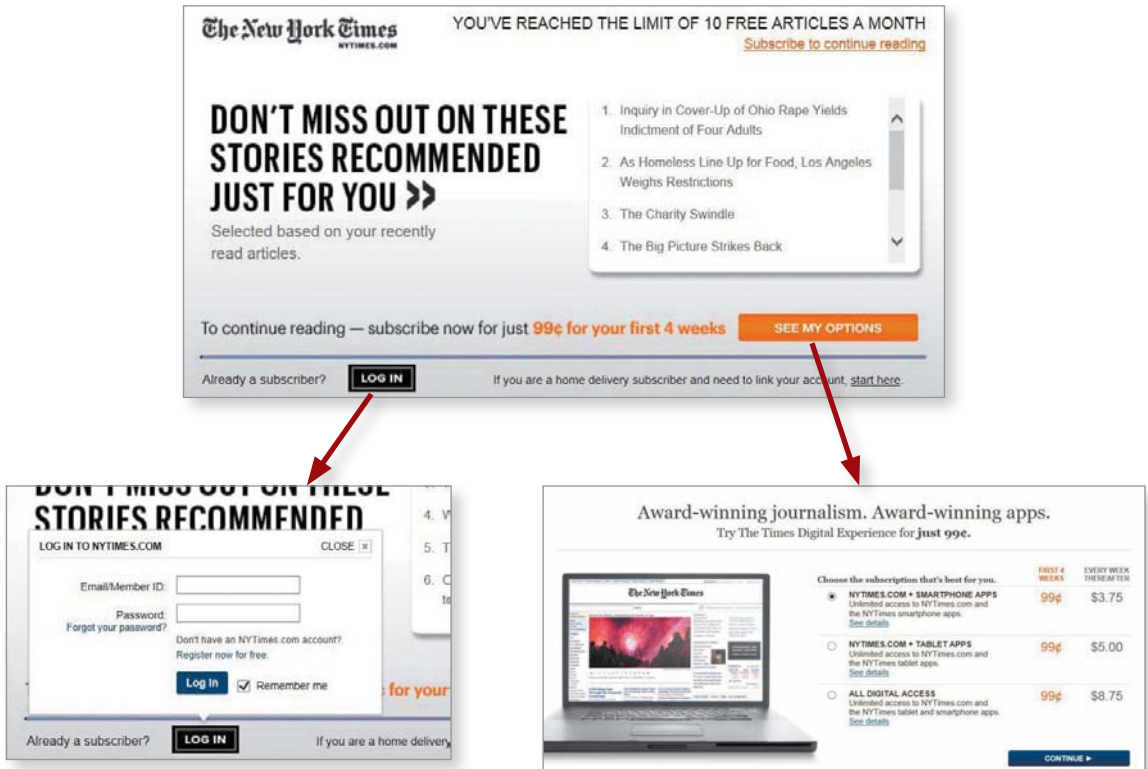 The New York Times
NYTIMES.COM
YOU'VE REACHED THE LIMIT OF 10 FREE ARTICLES A MONTH
Subscribe to continue reading
DON'T MISS OUT ON THESE
STORIES RECOMMENDED
JUST FOR YOU >>
Selected based on your recently
read articles.
1. Inquiry in Cover-Up of Ohio Rape Yields
Indictment of Four Adults
2. As Homeless Line Up for Food, Los Angeles
Weighs Restrictions
3. The Charity Swindle
4. The Big Picture Strikes Back
To continue reading — subscribe now for just 99¢ for your first 4 weeks
SEE MY OPTIONS
Already a subscriber?
LOG IN
If you are a home delivery subscriber and need to link your account, start here.
DON'T MISS OUT ON THESE
STORIES RECOMMENDED
4.
5. T
6.
LOG IN TO NYTIMES.COM
CLOSE x
Email/Member ID:
Password:
Forgot your password?
Don't have an NYTimes.com account?
Register now for free.
Log In
Remember me
for your
Already a subscriber?
LOG IN
If you are a home delivery
Award-winning journalism. Award-winning apps.
Try The Times Digital Experience for just 99¢.
The New York Times
Choose the subscription that's best for you.
FIRST 4 WEEKS
EVERY WEEK THEREAFTER
NYTIMES.COM + SMARTPHONE APPS
99¢ $3.75
Unlimited access to NYTimes.com and
the NYTimes smartphone apps.
See details
NYTIMES.COM + TABLET APPS
99¢ $5.00
Unlimited access to NYTimes.com and
the NYTimes tablet apps.
See details
ALL DIGITAL ACCESS
99¢ $8.75
Unlimited access to NYTimes.com and
the NYTimes tablet and smartphone apps.
See details
CONTINUE ►